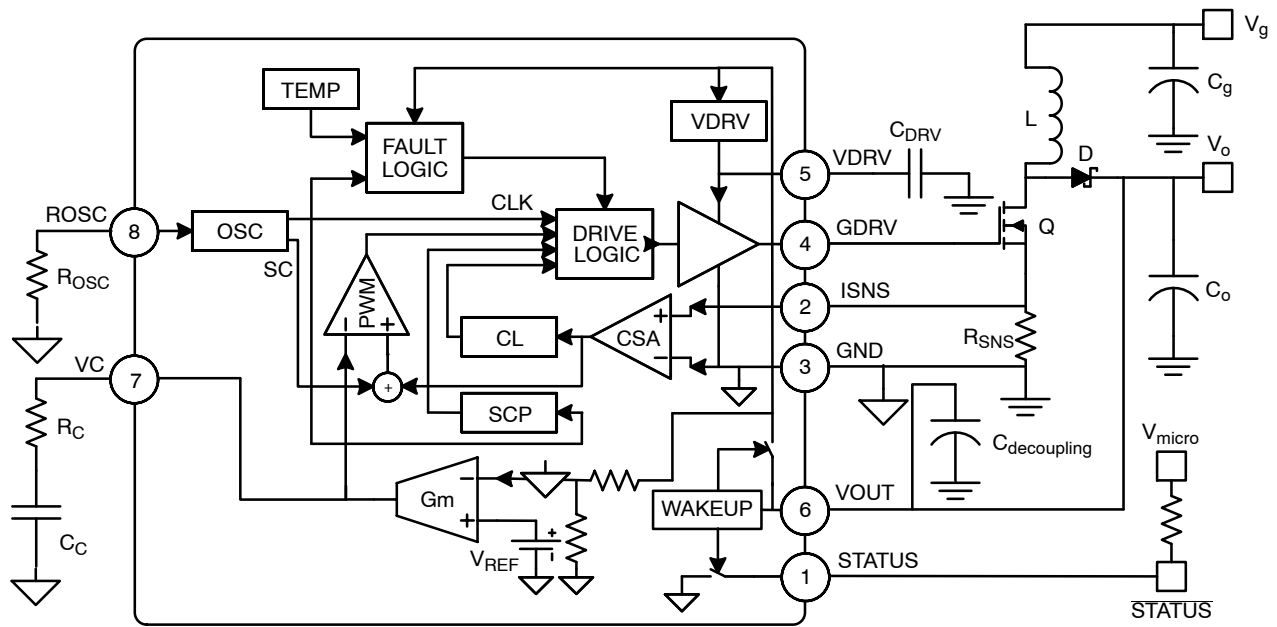 Vg
Cg
TEMP
FAULT
LOGIC
VDRV
L
CDRV
VDRV
5
D
Vo
ROSC
8
OSC
CLK
DRIVE
LOGIC
4
GDRV
Q
ROSC
SC
PWM
− +
+
CL
CSA
+
−
2
ISNS
RSNS
Co
3
GND
VC
7
SCP
RC
Cdecoupling
Vmicro
Gm
−
+
WAKEUP
6
VOUT
CC
VREF
+
-
1
STATUS
STATUS